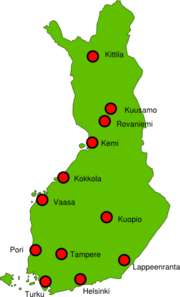 Kittila
Kuusamo
Rovaniemi
Kemi
Kokkola
Vaasa
Kuopio
Pori
Tampere
Lappeenranta
Turku
Helsinki